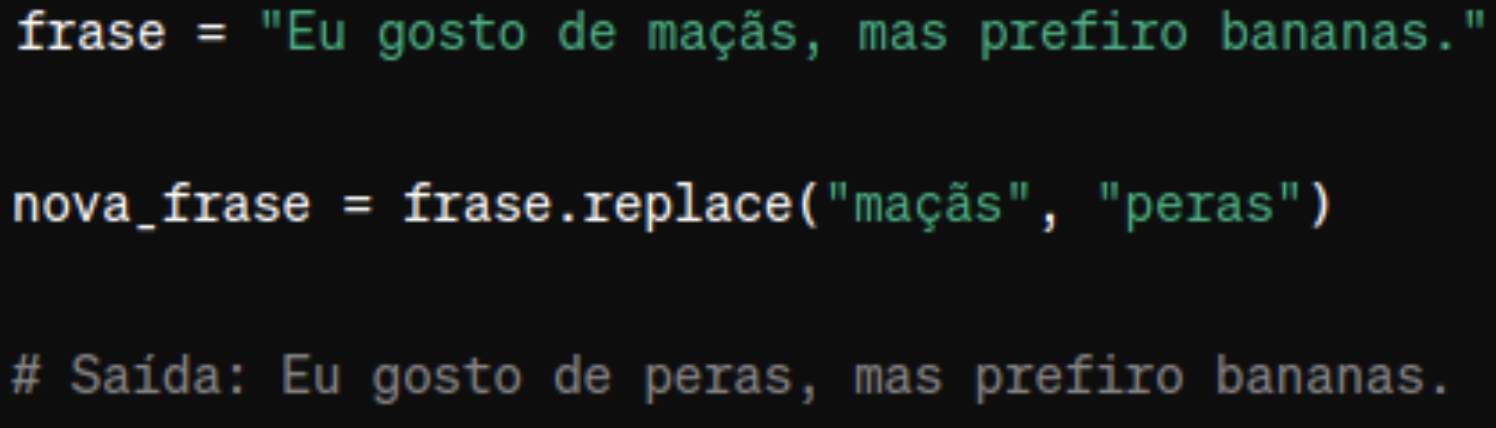 frase = "Eu gosto de maçãs, mas prefiro bananas."
nova_frase = frase.replace("maçãs", "peras")
# Saída: Eu gosto de peras, mas prefiro bananas.